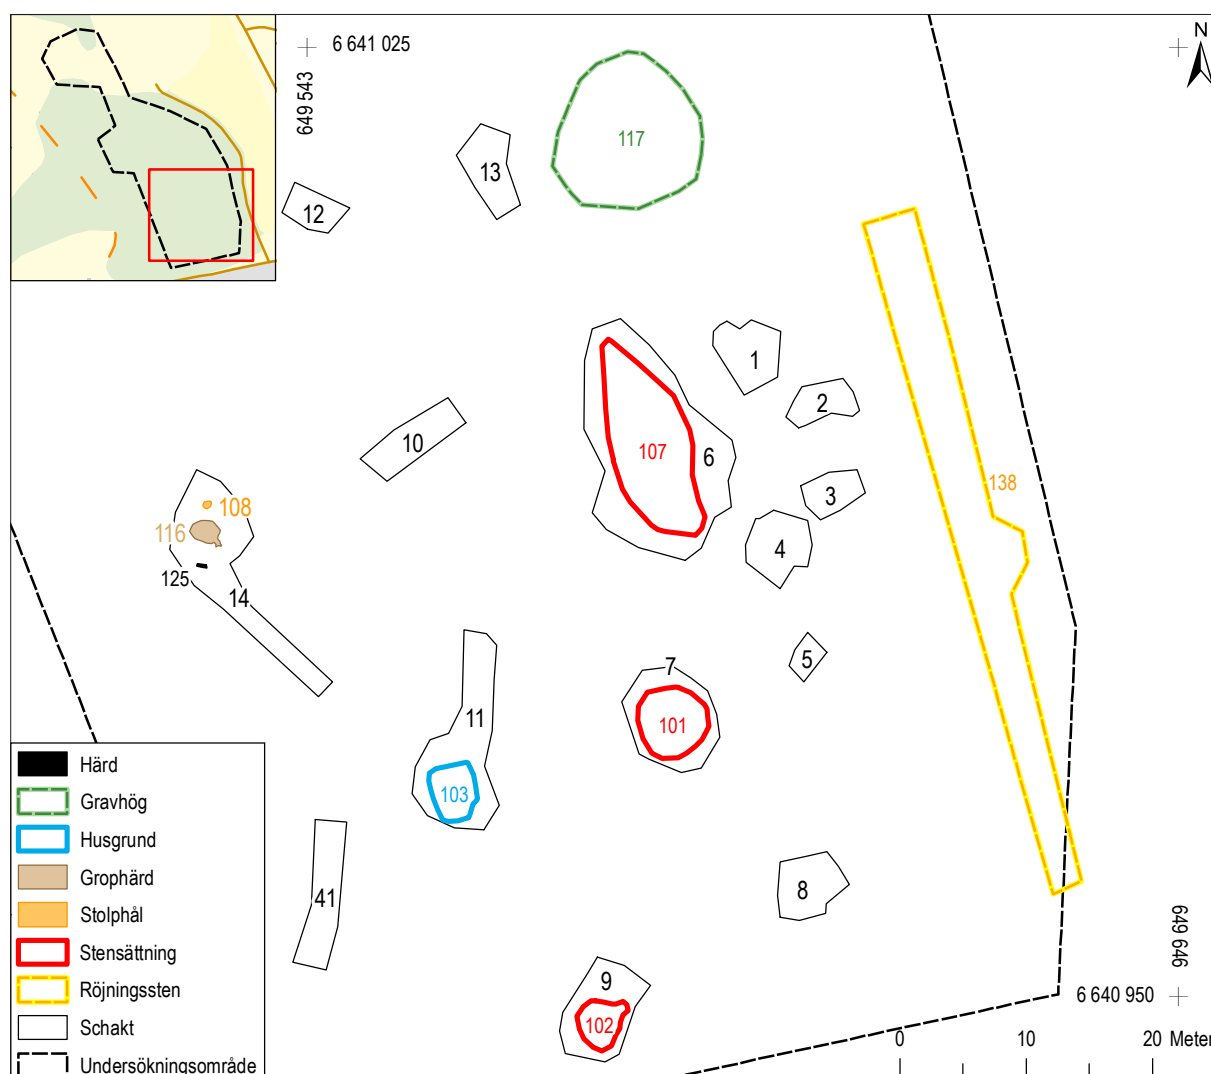 6 641 025
649 543
N
117
13
12
1
2
10
107
6
138
3
108
116
4
125
14
5
7
11
101
103
8
41
9
102
649 646
6 640 950
0 10 20 Meter
Härd
Gravhög
Husgrund
Grophärd
Stolphål
Stensättning
Röjningssten
Schakt
Undersökningsområde